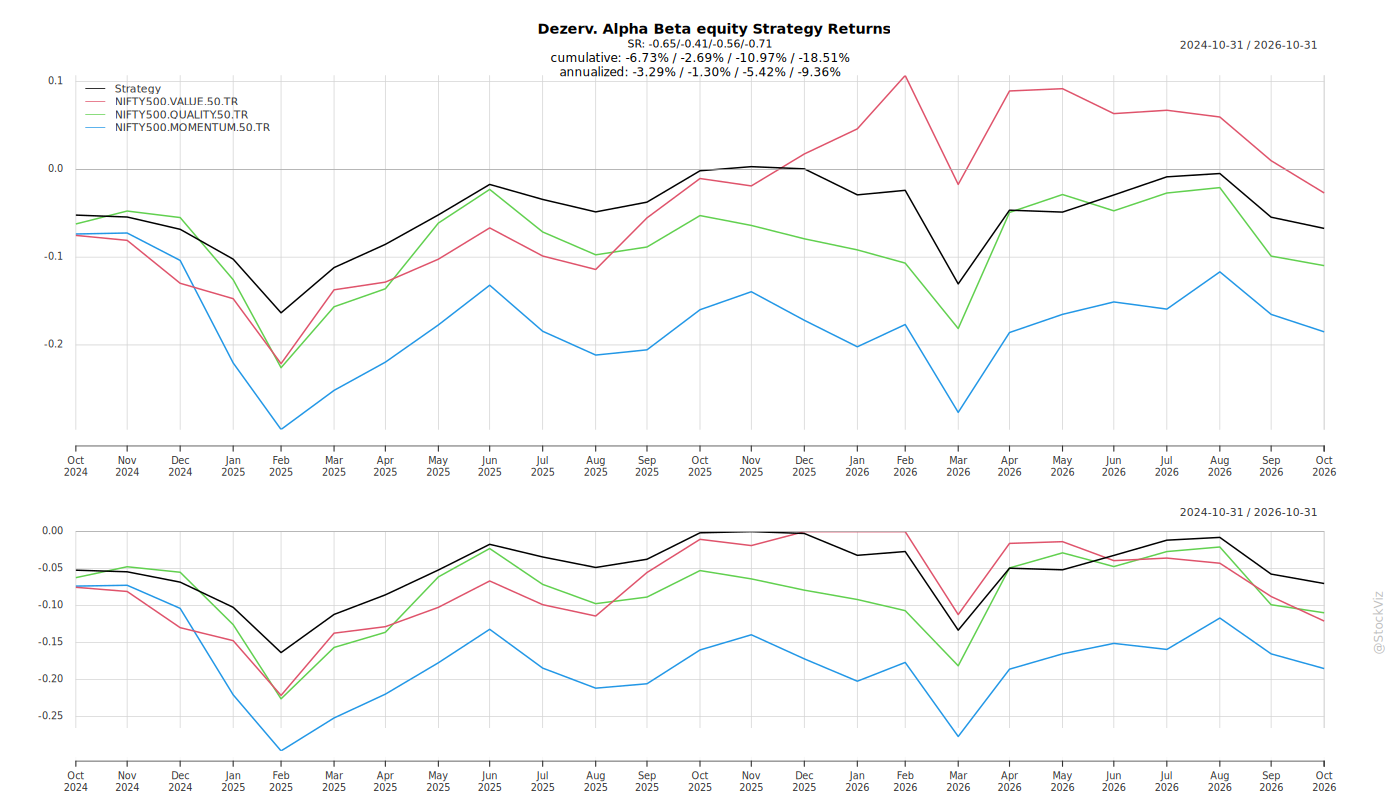 Dezerv. Alpha Beta equity Strategy Returns
SR: -0.65/-0.41/-0.56/-0.71
cumulative: -6.73% / -2.69% / -10.97% / -18.51%
annualized: -3.29% / -1.30% / -5.42% / -9.36%
2024-10-31 / 2026-10-31
0.1
0.0
-0.1
-0.2
Strategy
NIFTY500.VALUE.50.TR
NIFTY500.QUALITY.50.TR
NIFTY500.MOMENTUM.50.TR
Oct Nov Dec Jan Feb Mar Apr May Jun Jul Aug Sep Oct Nov Dec Jan Feb Mar Apr May Jun Jul Aug Sep Oct
2024 2024 2024 2025 2025 2025 2025 2025 2025 2025 2025 2025 2025 2025 2025 2026 2026 2026 2026 2026 2026 2026 2026 2026 2026
2024-10-31 / 2026-10-31
0.00
-0.05
-0.10
-0.15
-0.20
-0.25
Oct Nov Dec Jan Feb Mar Apr May Jun Jul Aug Sep Oct Nov Dec Jan Feb Mar Apr May Jun Jul Aug Sep Oct
2024 2024 2024 2025 2025 2025 2025 2025 2025 2025 2025 2025 2025 2025 2025 2026 2026 2026 2026 2026 2026 2026 2026 2026 2026
@StockViz